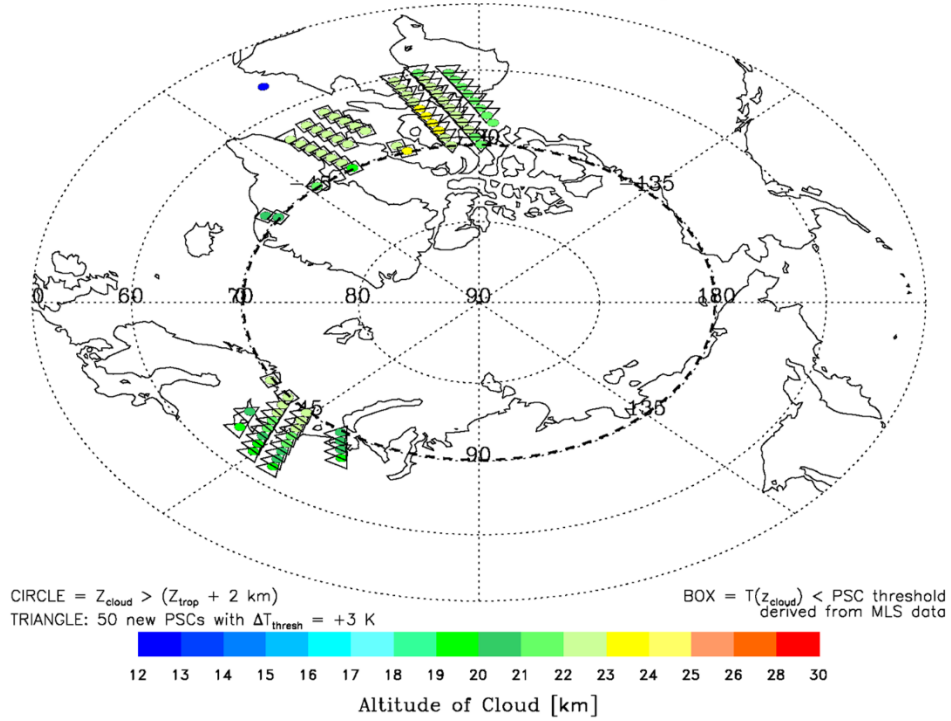 -135
0 60 70 80 90 180
45
135
90
CIRCLE = Z_cloud > (Z_trop + 2 km)
TRIANGLE: 50 new PSCs with ΔT_thresh = +3 K
BOX = T(z_cloud) < PSC threshold
derived from MLS data
12 13 14 15 16 17 18 19 20 21 22 23 24 25 26 28 30
Altitude of Cloud [km]